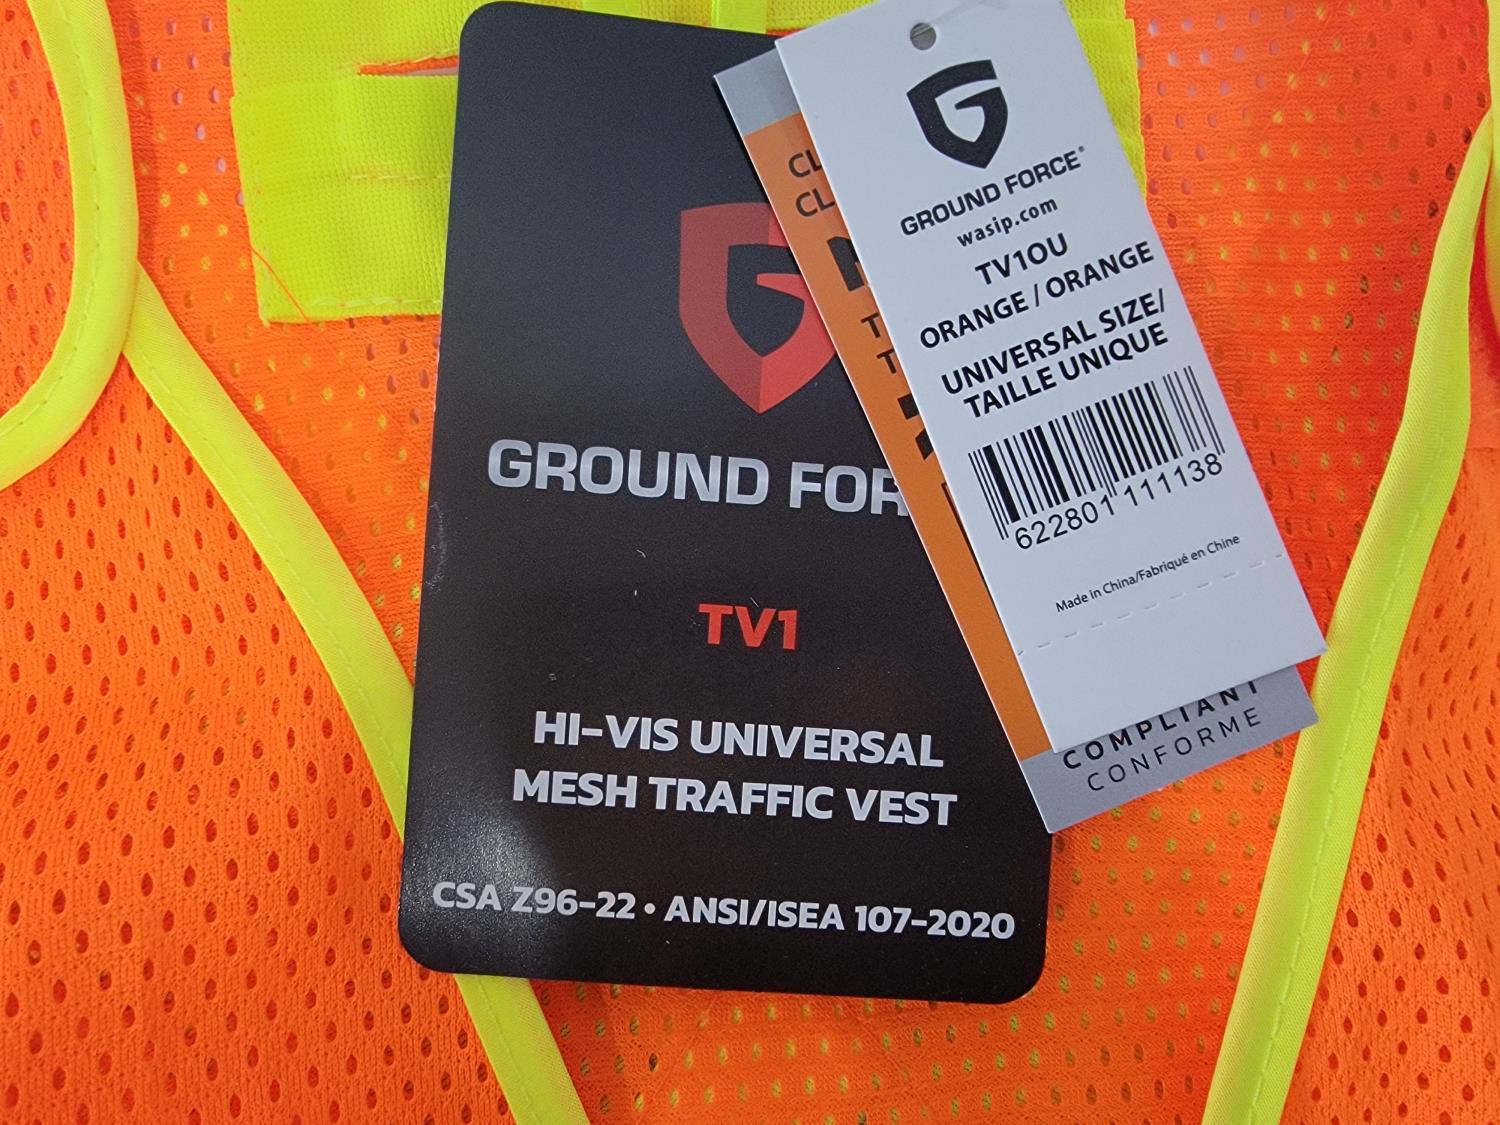 GROUND FORCE®
wasip.com
TV1OU
ORANGE / ORANGE
UNIVERSAL SIZE/
TAILLE UNIQUE
622801 111138
Made in China/Fabriqué en Chine
COMPLIANT
CONFORME
GROUND FOR
TV1
HI-VIS UNIVERSAL
MESH TRAFFIC VEST
CSA Z96-22 • ANSI/ISEA 107-2020